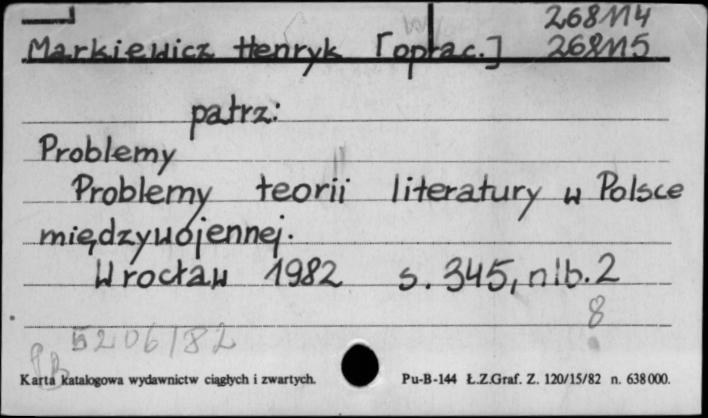 268114
Markiewicz Henryk [oprac.] 268115
patrz:
Problemy
Problemy teorii literatury w Polsce
międzywojennej.
Wrocław 1982 s. 345, nlb. 2
8
5206/82
Karta katalogowa wydawnictw ciągłych i zwartych. Pu-B-144 Ł.Z.Graf. Z. 120/15/82 n. 638000.